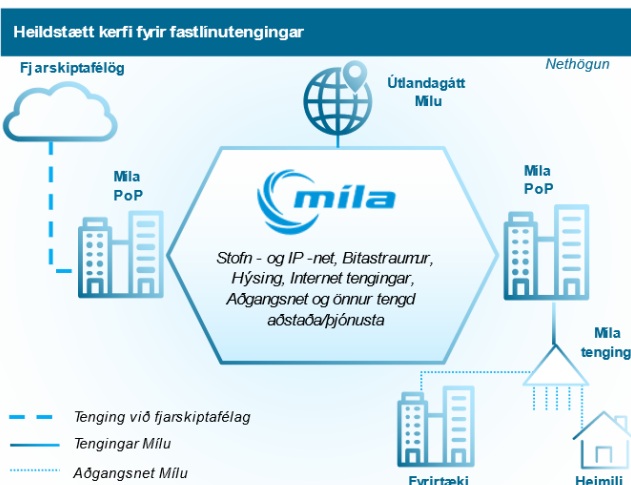 Heildstætt kerfi fyrir fastlínutengingar
Nethögun
Fjarskiptafélög
Útlandagátt
Mílu
Míla
PoP
Míla
PoP
míla
Stofn - og IP -net, Bitastraumur,
Hýsing, Internet tengingar,
Aðgangsnet og önnur tengd
aðstaða/þjónusta
Míla
tenging
Tenging við fjarskiptafélag
Tengingar Mílu
Aðgangsnet Mílu
Fyrirtæki
Heimili